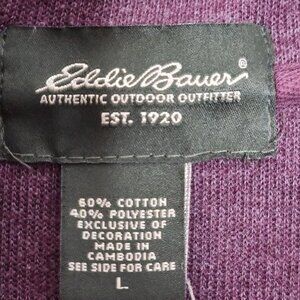 Eddie Bauer®
AUTHENTIC OUTDOOR OUTFITTER
EST. 1920
60% COTTON
40% POLYESTER
EXCLUSIVE OF
DECORATION
MADE IN
CAMBODIA
SEE SIDE FOR CARE
L